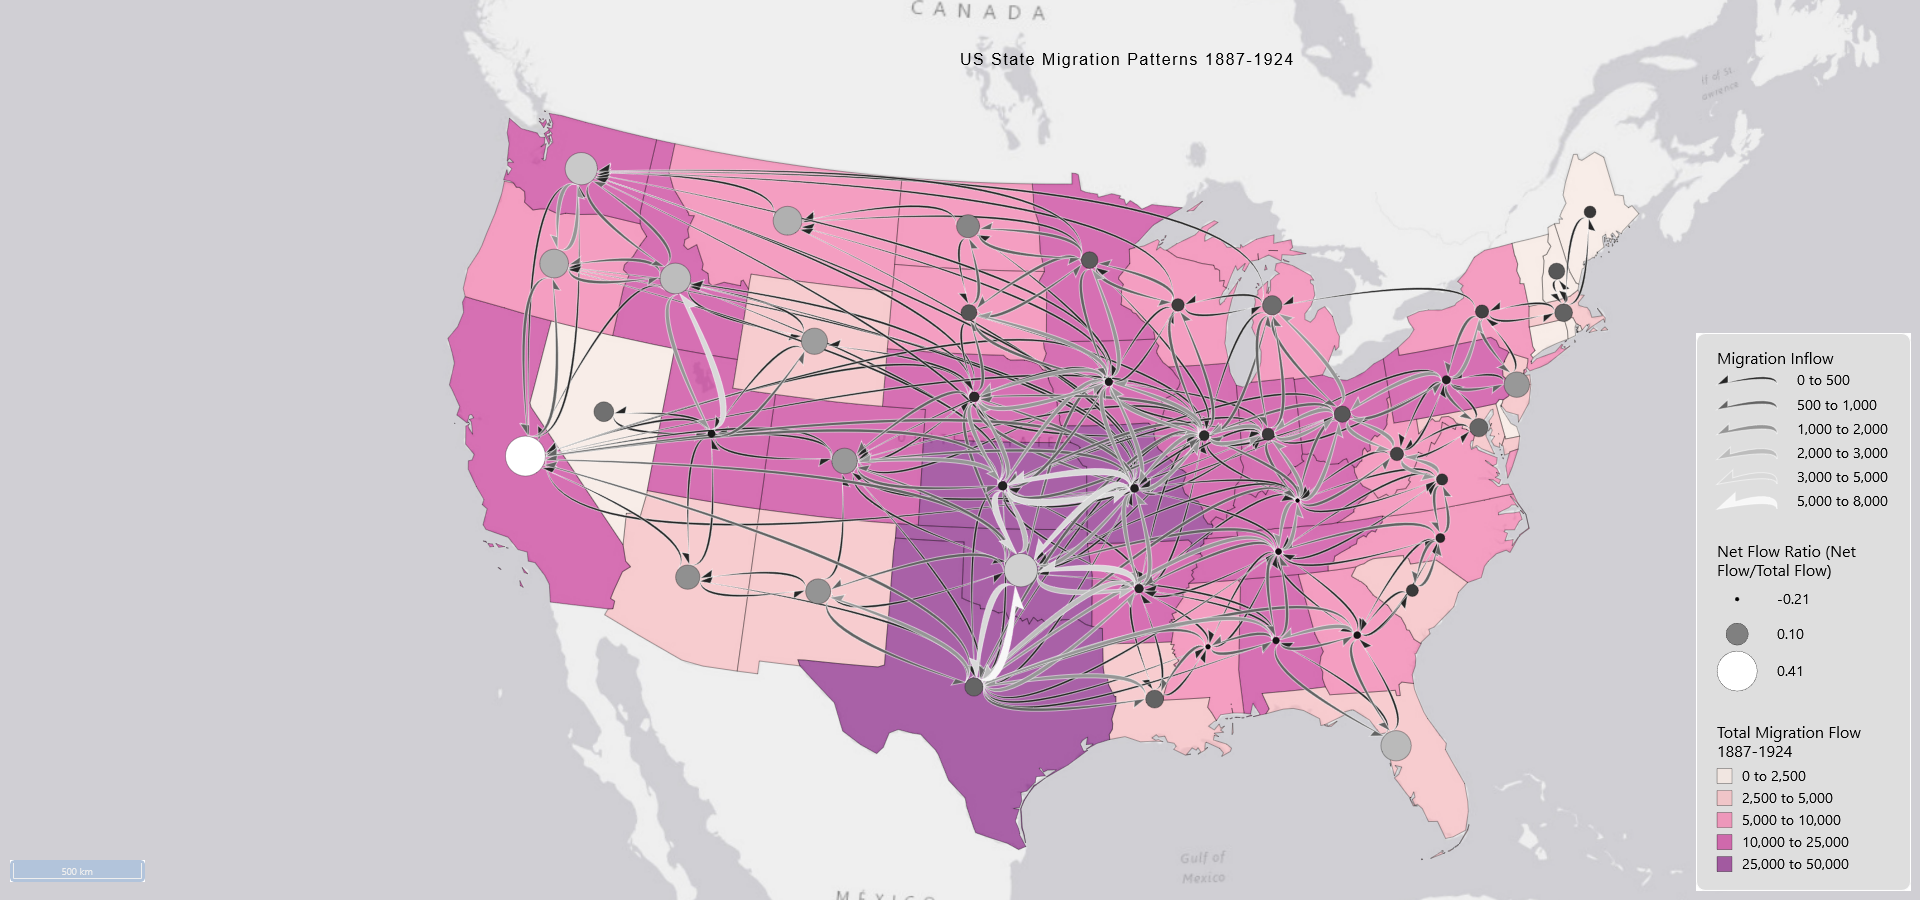 CANADA
US State Migration Patterns 1887-1924
Migration Inflow
0 to 500
500 to 1,000
1,000 to 2,000
2,000 to 3,000
3,000 to 5,000
5,000 to 8,000
Net Flow Ratio (Net
Flow/Total Flow)
-0.21
0.10
0.41
Total Migration Flow
1887-1924
0 to 2,500
2,500 to 5,000
5,000 to 10,000
10,000 to 25,000
25,000 to 50,000
500 km
Gulf of
Mexico
MÉXICO